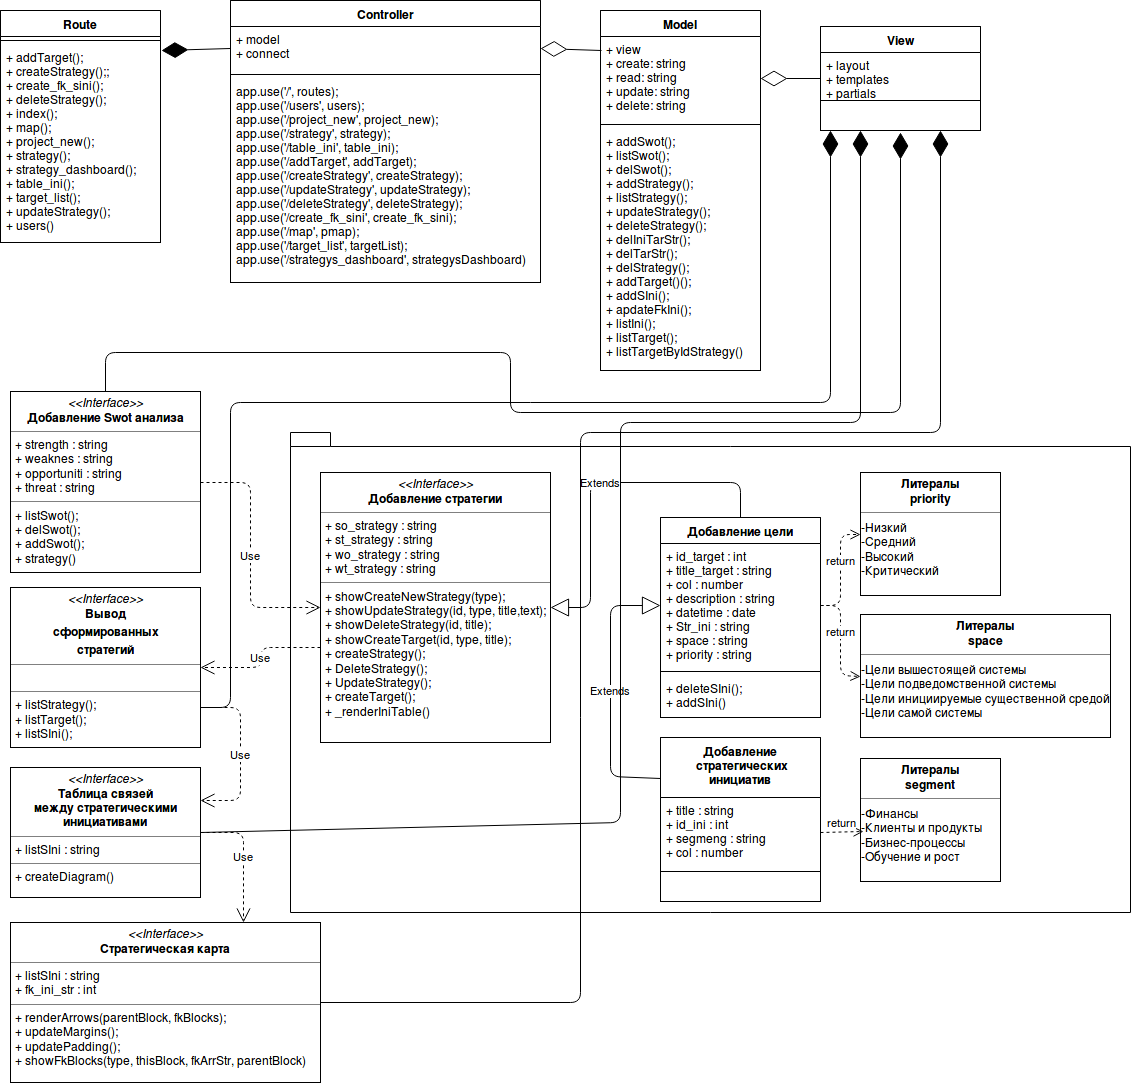 Route
+ addTarget();
+ createStrategy();;
+ create_fk_sini();
+ deleteStrategy();
+ index();
+ map();
+ project_new();
+ strategy();
+ strategy_dashboard();
+ table_ini();
+ target_list();
+ updateStrategy();
+ users()
Controller
+ model
+ connect
app.use('/', routes);
app.use('/users', users);
app.use('/project_new', project_new);
app.use('/strategy', strategy);
app.use('/table_ini', table_ini);
app.use('/addTarget', addTarget);
app.use('/createStrategy', createStrategy);
app.use('/updateStrategy', updateStrategy);
app.use('/deleteStrategy', deleteStrategy);
app.use('/create_fk_sini', create_fk_sini);
app.use('/map', pmap);
app.use('/target_list', targetList);
app.use('/strategys_dashboard', strategysDashboard)
Model
+ view
+ create: string
+ read: string
+ update: string
+ delete: string
+ addSwot();
+ listSwot();
+ delSwot();
+ addStrategy();
+ listStrategy();
+ updateStrategy();
+ deleteStrategy();
+ delIniTarStr();
+ delTarStr();
+ delStrategy();
+ addTarget()();
+ addSIni();
+ apdateFkIni();
+ listIni();
+ listTarget();
+ listTargetByIdStrategy()
View
+ layout
+ templates
+ partials
<<Interface>>
Добавление Swot анализа
+ strength : string
+ weaknes : string
+ opportuniti : string
+ threat : string
+ listSwot();
+ delSwot();
+ addSwot();
+ strategy()
Use
<<Interface>>
Вывод
сформированных
стратегий
+ listStrategy();
+ listTarget();
+ listSIni();
Use
Use
<<Interface>>
Таблица связей
между стратегическими
инициативами
+ listSIni : string
+ createDiagram()
Use
<<Interface>>
Стратегическая карта
+ listSIni : string
+ fk_ini_str : int
+ renderArrows(parentBlock, fkBlocks);
+ updateMargins();
+ updatePadding();
+ showFkBlocks(type, thisBlock, fkArrStr, parentBlock)
<<Interface>>
Добавление стратегии
+ so_strategy : string
+ st_strategy : string
+ wo_strategy : string
+ wt_strategy : string
+ showCreateNewStrategy(type);
+ showUpdateStrategy(id, type, title,text);
+ showDeleteStrategy(id, title);
+ showCreateTarget(id, type, title);
+ createStrategy();
+ DeleteStrategy();
+ UpdateStrategy();
+ createTarget();
+ _renderIniTable()
Extends
Добавление цели
+ id_target : int
+ title_target : string
+ col : number
+ description : string
+ datetime : date
+ Str_ini : string
+ space : string
+ priority : string
+ deleteSIni();
+ addSIni()
Extends
Добавление
стратегических
инициатив
+ title : string
+ id_ini : int
+ segmeng : string
+ col : number
return
return
return
Литералы
priority
-Низкий
-Средний
-Высокий
-Критический
Литералы
space
-Цели вышестоящей системы
-Цели подведомственной системы
-Цели инициируемые существенной средой
-Цели самой системы
Литералы
segment
-Финансы
-Клиенты и продукты
-Бизнес-процессы
-Обучение и рост